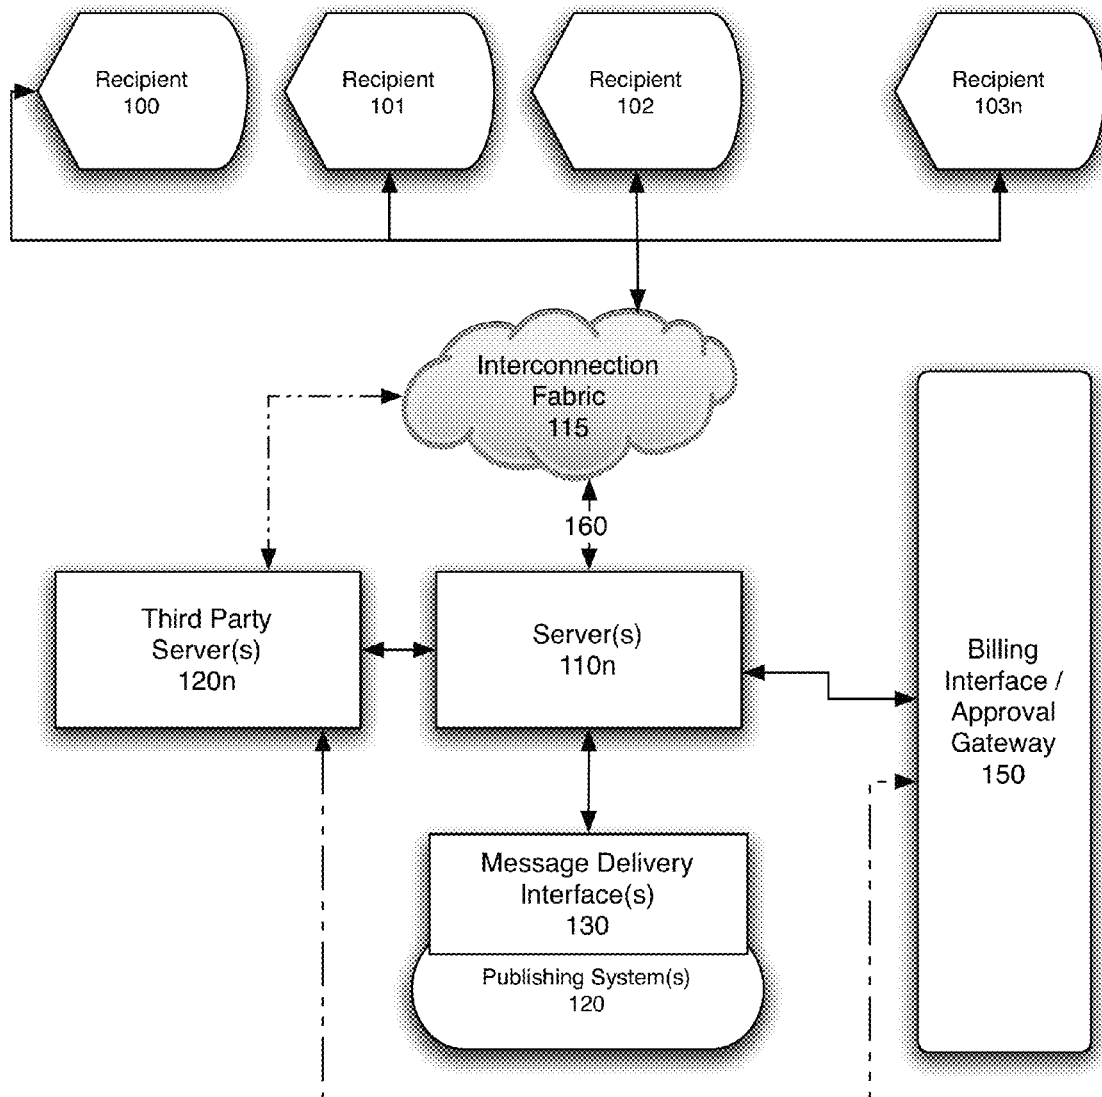 Recipient
100
Recipient
101
Recipient
102
Recipient
103n
Interconnection
Fabric
115
160
Third Party
Server(s)
120n
Server(s)
110n
Billing
Interface /
Approval
Gateway
150
Message Delivery
Interface(s)
130
Publishing System(s)
120